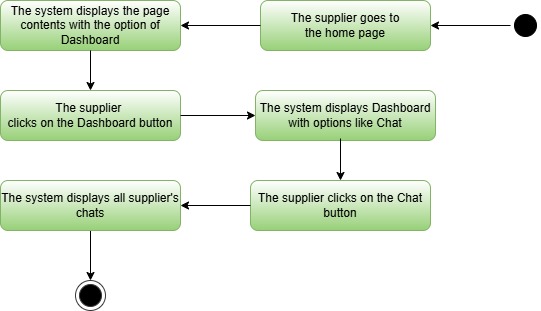 The system displays the page
contents with the option of
Dashboard
The supplier goes to
the home page
The supplier
clicks on the Dashboard button
The system displays Dashboard
with options like Chat
The system displays all supplier's
chats
The supplier clicks on the Chat
button